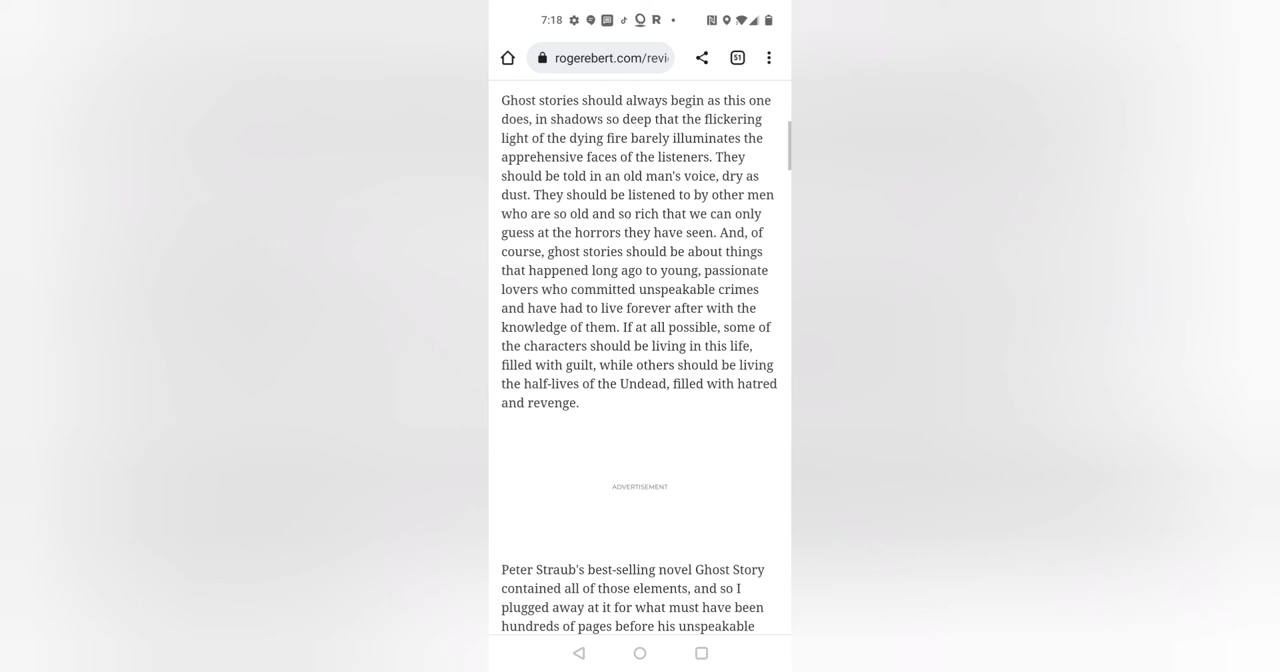 7:18 R
rogerebert.com/revi
51
Ghost stories should always begin as this one
does, in shadows so deep that the flickering
light of the dying fire barely illuminates the
apprehensive faces of the listeners. They
should be told in an old man's voice, dry as
dust. They should be listened to by other men
who are so old and so rich that we can only
guess at the horrors they have seen. And, of
course, ghost stories should be about things
that happened long ago to young, passionate
lovers who committed unspeakable crimes
and have had to live forever after with the
knowledge of them. If at all possible, some of
the characters should be living in this life,
filled with guilt, while others should be living
the half-lives of the Undead, filled with hatred
and revenge.
ADVERTISEMENT
Peter Straub's best-selling novel Ghost Story
contained all of those elements, and so I
plugged away at it for what must have been
hundreds of pages before his unspeakable